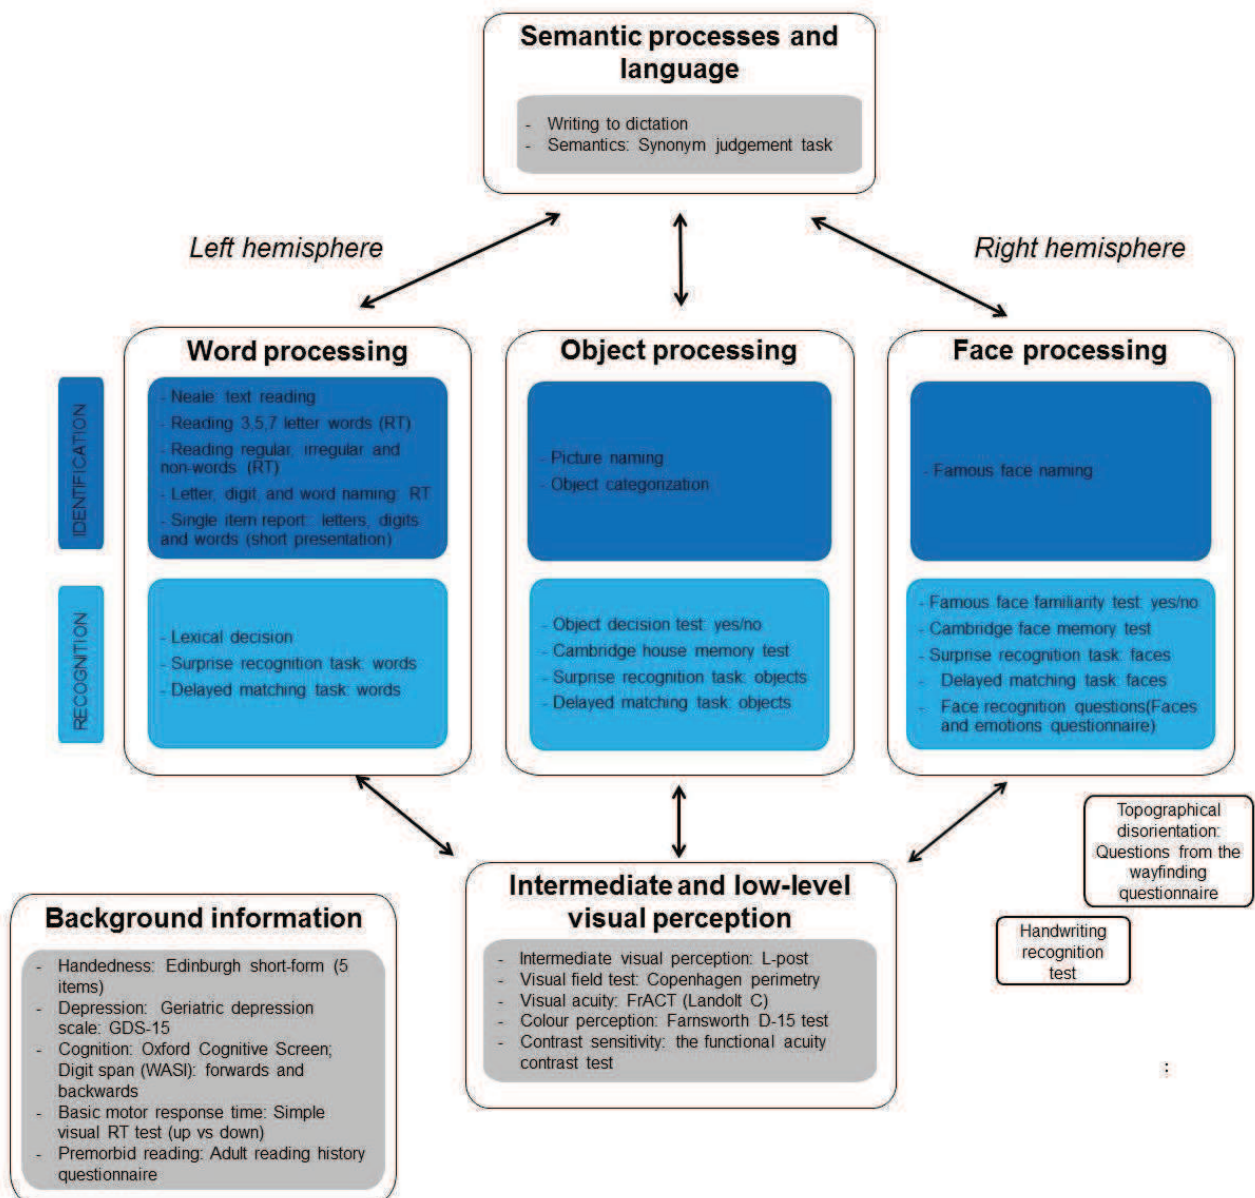 Semantic processes and
language
- Writing to dictation
- Semantics: Synonym judgement task
Left hemisphere
Right hemisphere
Word processing
IDENTIFICATION
- Neale: text reading
- Reading 3,5,7 letter words (RT)
- Reading regular, irregular and
non-words (RT)
- Letter, digit, and word naming: RT
- Single item report: letters, digits
and words (short presentation)
RECOGNITION
- Lexical decision
- Surprise recognition task: words
- Delayed matching task: words
Object processing
- Picture naming
- Object categorization
- Object decision test: yes/no
- Cambridge house memory test
- Surprise recognition task: objects
- Delayed matching task: objects
Face processing
- Famous face naming
- Famous face familiarity test: yes/no
- Cambridge face memory test
- Surprise recognition task: faces
- Delayed matching task: faces
- Face recognition questions(Faces
and emotions questionnaire)
Topographical
disorientation:
Questions from the
wayfinding
questionnaire
Handwriting
recognition
test
Intermediate and low-level
visual perception
- Intermediate visual perception: L-post
- Visual field test: Copenhagen perimetry
- Visual acuity: FrACT (Landolt C)
- Colour perception: Farnsworth D-15 test
- Contrast sensitivity: the functional acuity
contrast test
Background information
- Handedness: Edinburgh short-form (5
items)
- Depression: Geriatric depression
scale: GDS-15
- Cognition: Oxford Cognitive Screen;
Digit span (WASI): forwards and
backwards
- Basic motor response time: Simple
visual RT test (up vs down)
- Premorbid reading: Adult reading history
questionnaire
: